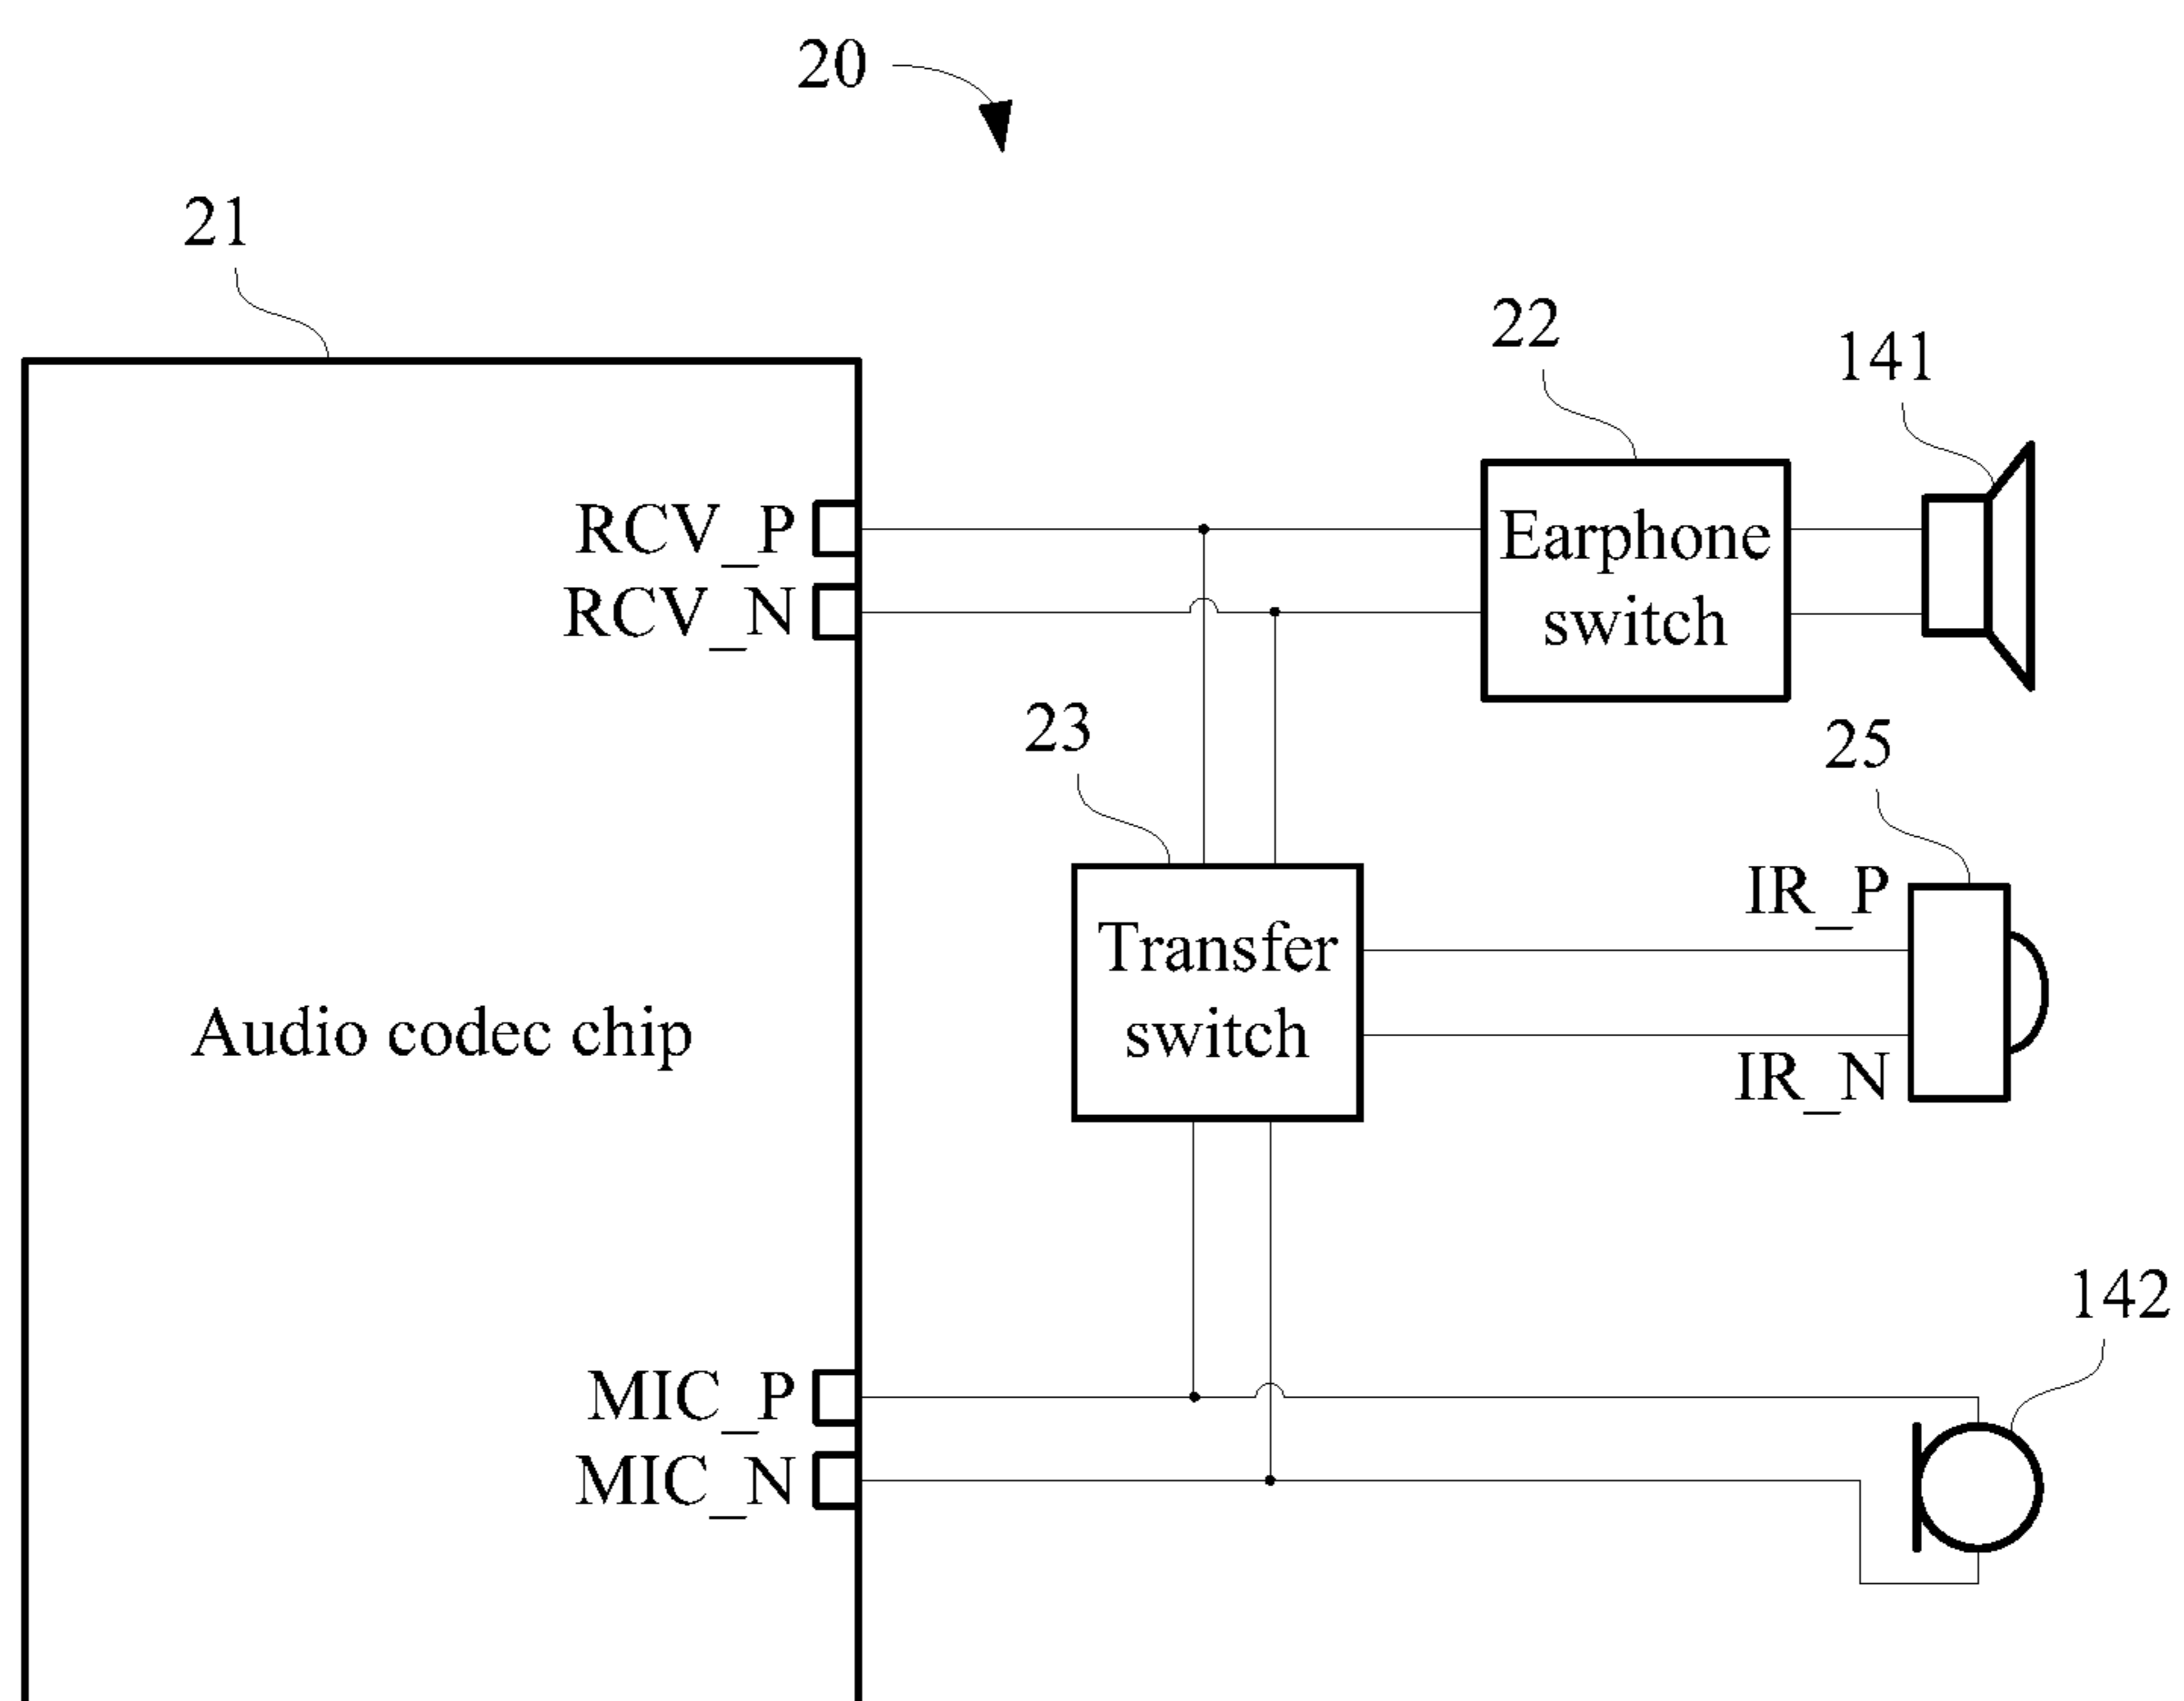 20
21
22
141
RCV_P
Earphone
switch
RCV_N
23
25
IR_P
Transfer
switch
Audio codec chip
IR_N
142
MIC_P
MIC_N